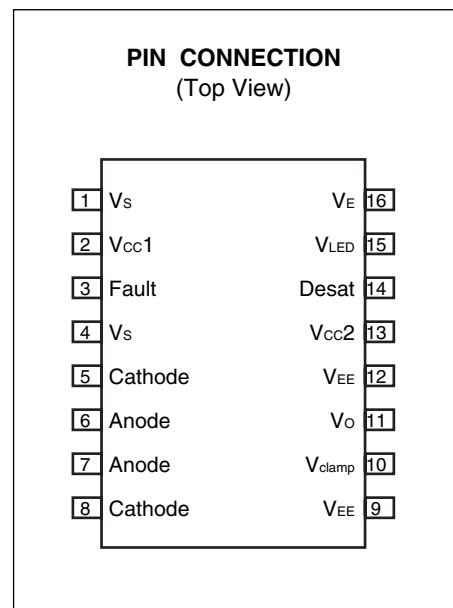 PIN CONNECTION
(Top View)
1 VS VE 16
2 VCC1 VLED 15
3 Fault Desat 14
4 VS VCC2 13
5 Cathode VEE 12
6 Anode VO 11
7 Anode Vclamp 10
8 Cathode VEE 9